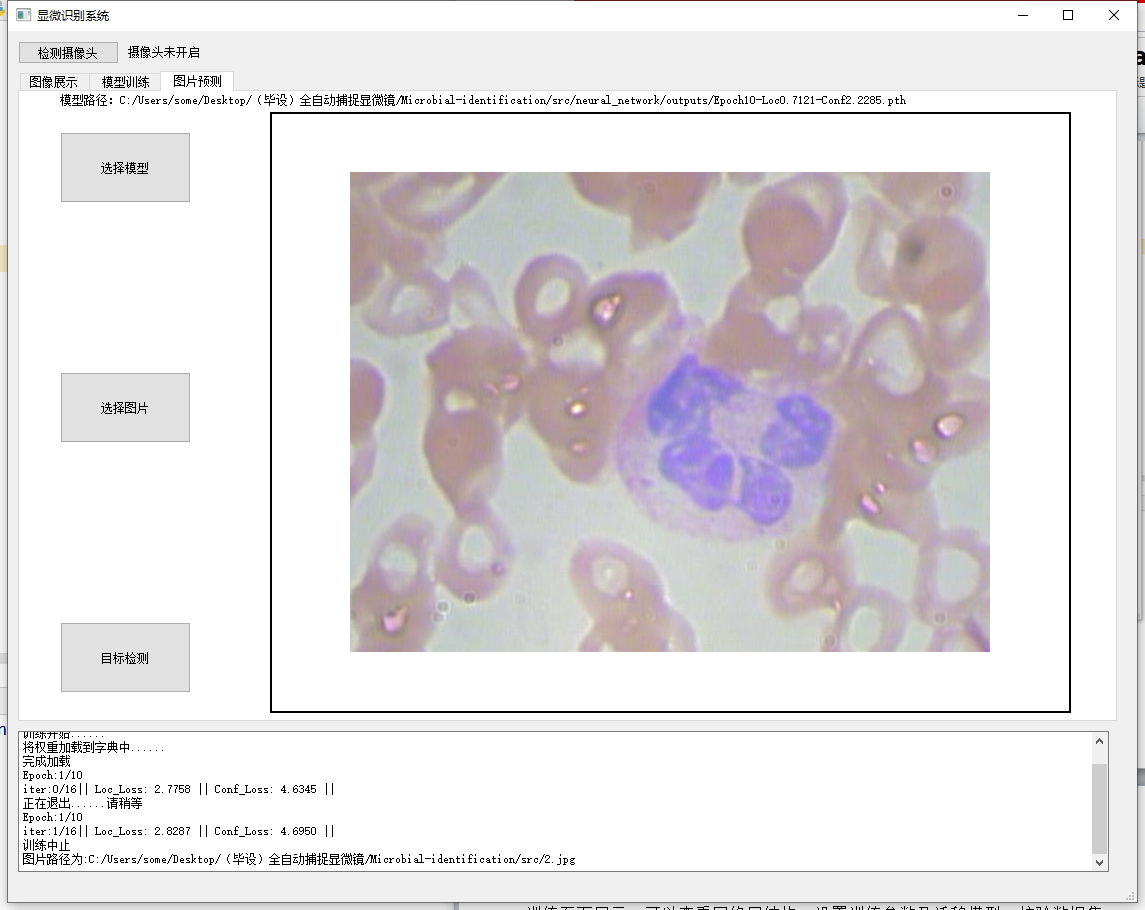 显微识别系统
检测摄像头 摄像头未开启
图像展示 模型训练 图片预测
模型路径：C:/Users/some/Desktop/（毕设）全自动捕捉显微镜/Microbial-identification/src/neural_network/outputs/Epoch10-Loc0.7121-Conf2.2285.pth
选择模型
选择图片
目标检测
训练开始......
将权重加载到字典中......
完成加载
Epoch:1/10
iter:0/16|| Loc_Loss: 2.7758 || Conf_Loss: 4.6345 ||
正在退出......请稍等
Epoch:1/10
iter:1/16|| Loc_Loss: 2.8287 || Conf_Loss: 4.6950 ||
训练中止
图片路径为:C:/Users/some/Desktop/（毕设）全自动捕捉显微镜/Microbial-identification/src/2.jpg